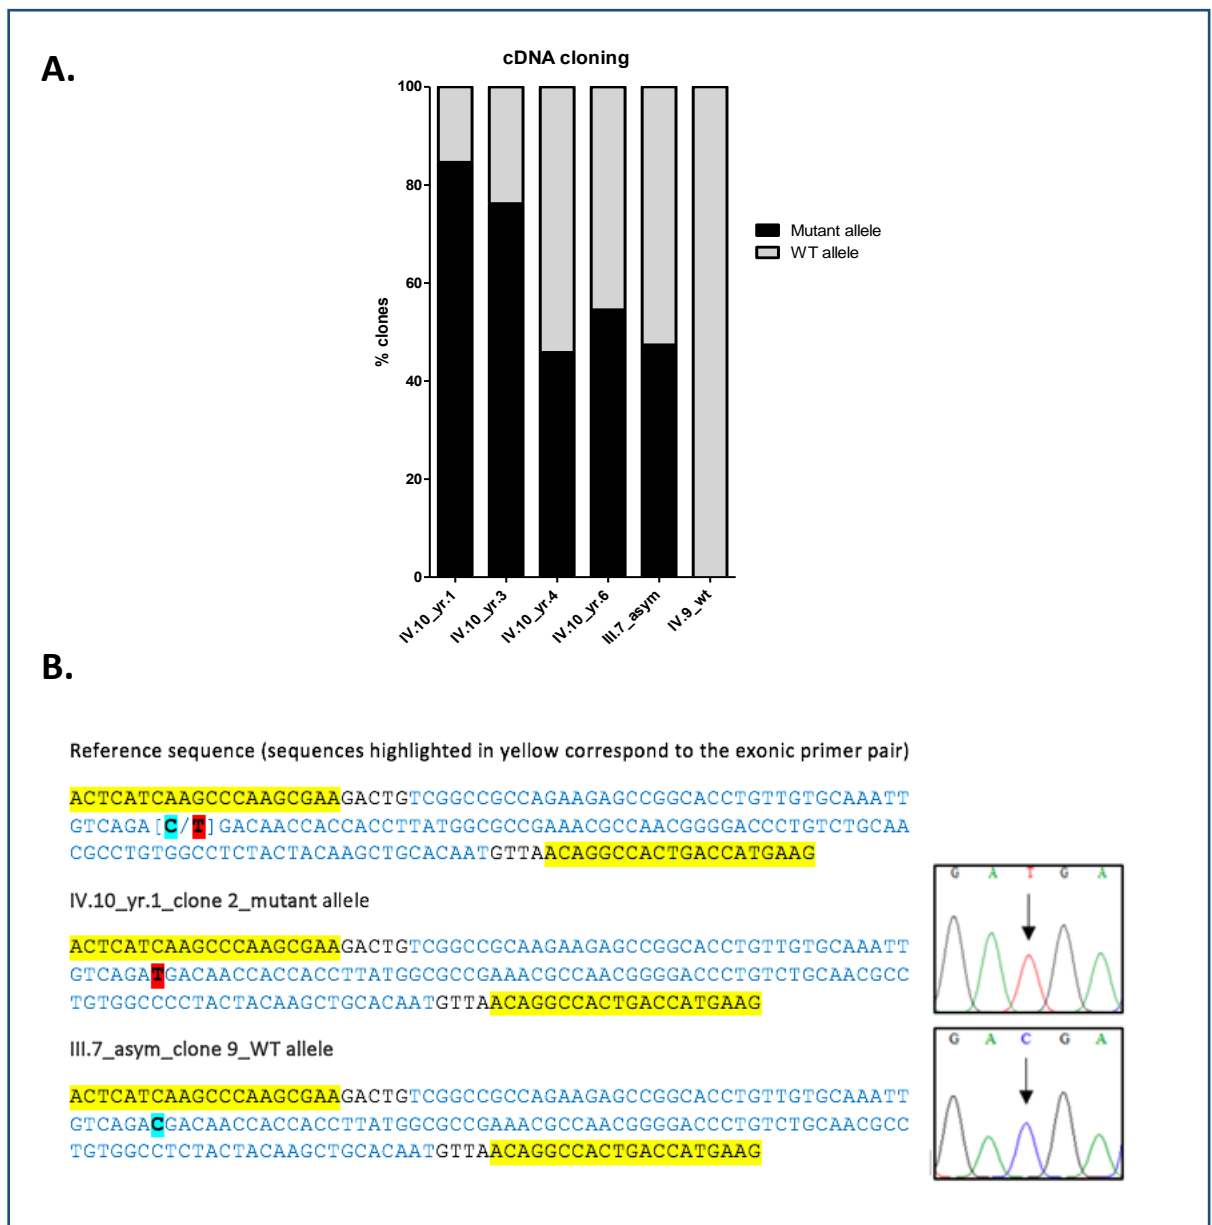 A.
cDNA cloning
100
80
60
40
20
0
% clones
IV.10_yr.1
IV.10_yr.3
IV.10_yr.4
IV.10_yr.6
III.7_asym
IV.9_wt
Mutant allele
WT allele
B.
Reference sequence (sequences highlighted in yellow correspond to the exonic primer pair)
ACTCATCAAGCCCAAGCGAAGACTGTCGGCCGCCAGAAGAGCCGGCACCTGTTGTGCAAATT
GTCAGA[C/T]GACAACCACCACCTTATGGCGCCGAAACGCCAACGGGGACCCTGTCTGCAA
CGCCTGTGGCCTCTACTACAAGCTGCACAATGTTAACAGGCCACTGACCATGAAG
IV.10_yr.1_clone 2_mutant allele
ACTCATCAAGCCCAAGCGAAGACTGTCGGCCGCAAGAAGAGCCGGCACCTGTTGTGCAAATT
GTCAGATGACAACCACCACCTTATGGCGCCGAAACGCCAACGGGGACCCTGTCTGCAACGCC
TGTGGCCCCTACTACAAGCTGCACAATGTTAACAGGCCACTGACCATGAAG
G A T G A
III.7_asym_clone 9_WT allele
ACTCATCAAGCCCAAGCGAAGACTGTCGGCCGCCAGAAGAGCCGGCACCTGTTGTGCAAATT
GTCAGACGACAACCACCACCTTATGGCGCCGAAACGCCAACGGGGACCCTGTCTGCAACGCC
TGTGGCCTCTACTACAAGCTGCACAATGTTAACAGGCCACTGACCATGAAG
G A C G A